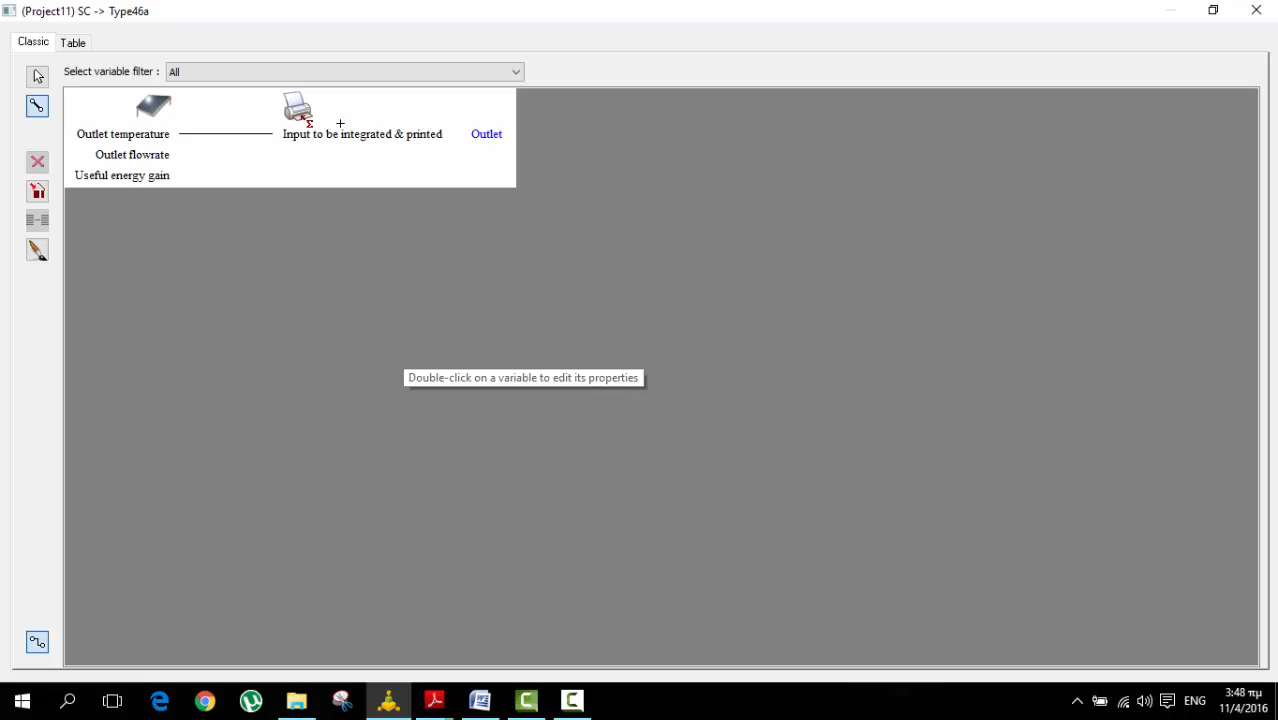 (Project11) SC -> Type46a
Classic
Table
Select variable filter :
All
Outlet temperature
Input to be integrated & printed
Outlet
Outlet flowrate
Useful energy gain
Double-click on a variable to edit its properties
ENG
3:48 πμ
11/4/2016